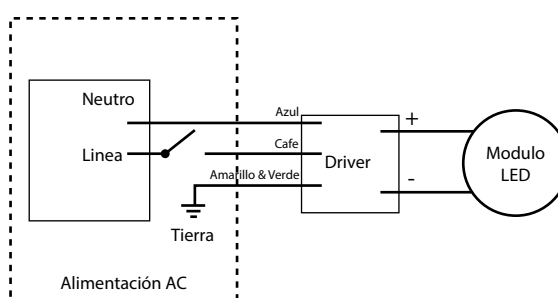 Neutro
Azul
+
Linea
Cafe
Driver
Modulo
LED
Amarillo & Verde
-
Tierra
Alimentación AC